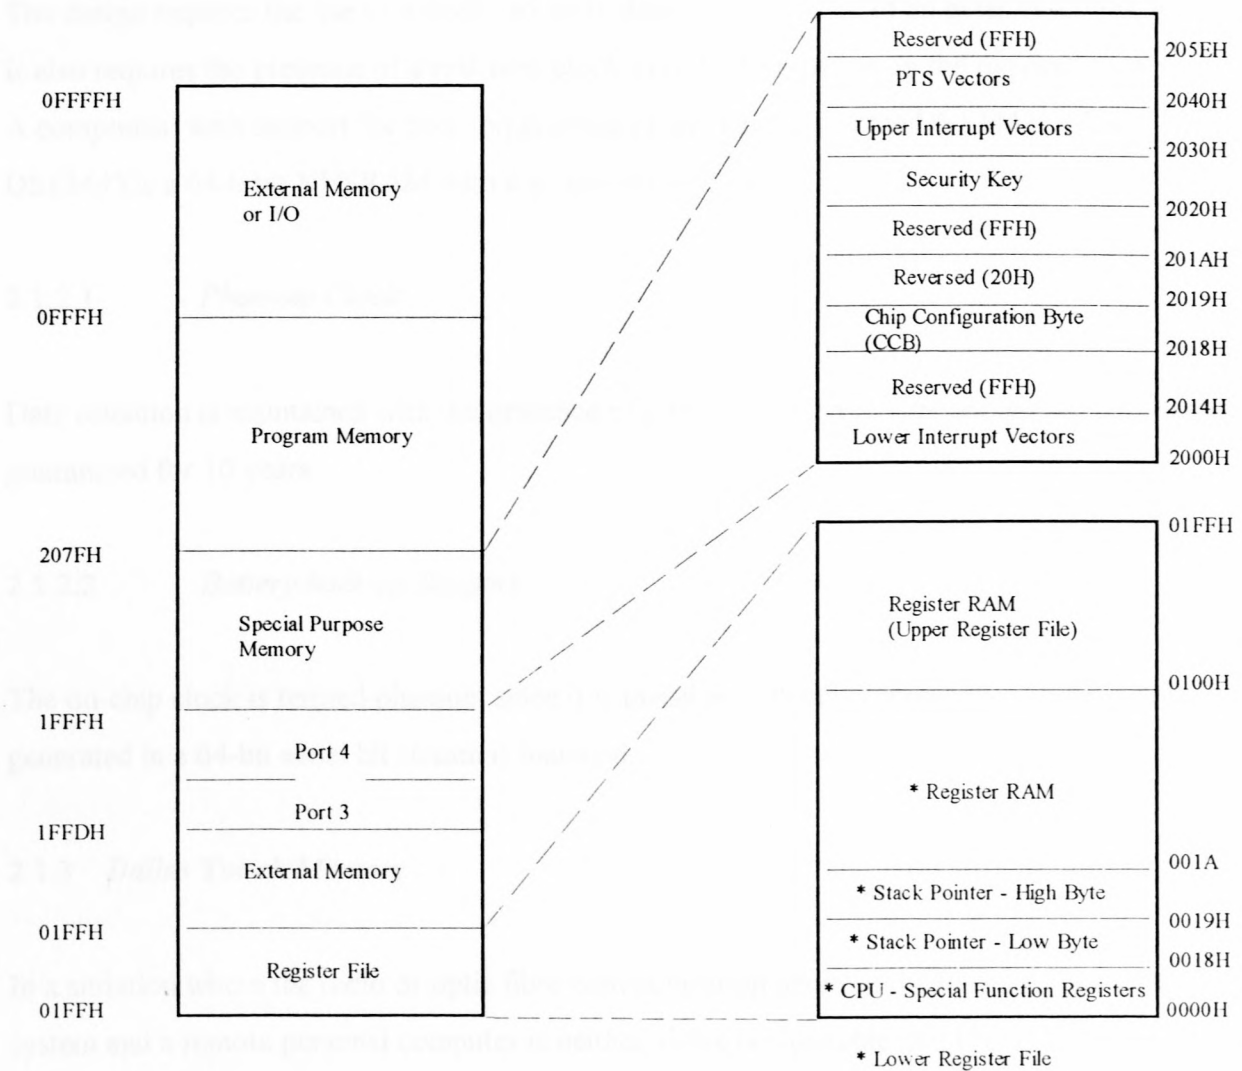 0FFFFH
External Memory
or I/O
0FFFH
Program Memory
207FH
Special Purpose
Memory
1FFFH
Port 4
Port 3
1FFDH
External Memory
01FFH
Register File
01FFH
Reserved (FFH)
205EH
PTS Vectors
2040H
Upper Interrupt Vectors
2030H
Security Key
2020H
Reserved (FFH)
201AH
Reversed (20H)
2019H
Chip Configuration Byte
(CCB)
2018H
Reserved (FFH)
2014H
Lower Interrupt Vectors
2000H
01FFH
Register RAM
(Upper Register File)
0100H
* Register RAM
001A
* Stack Pointer - High Byte
0019H
* Stack Pointer - Low Byte
0018H
* CPU - Special Function Registers
0000H
* Lower Register File